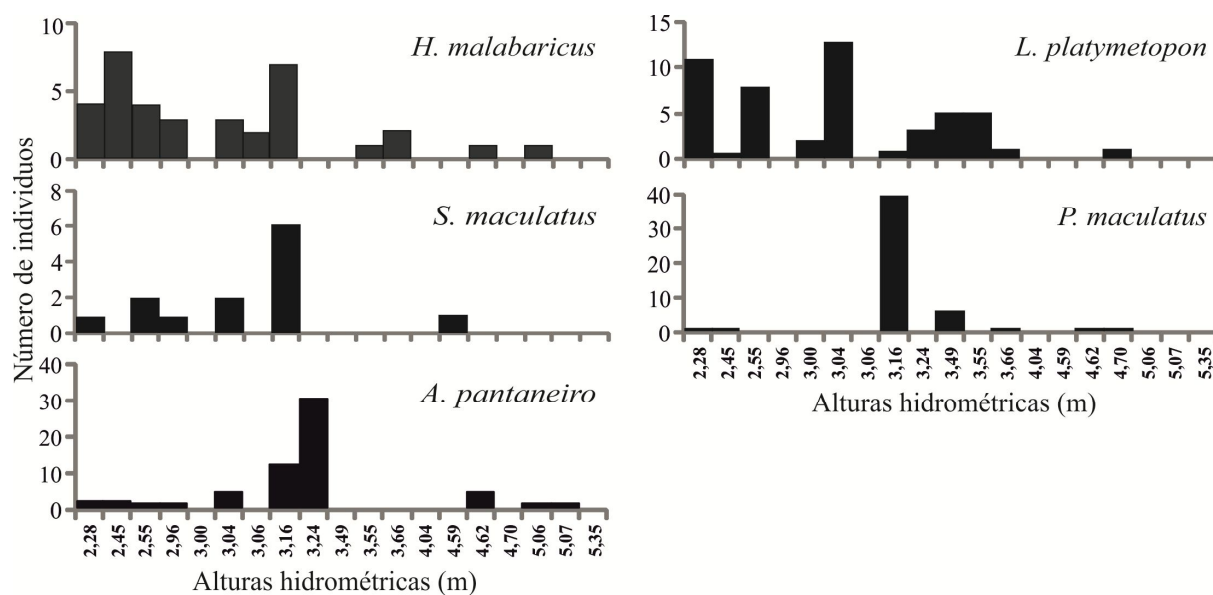 Número de individuos
10
5
0
H. malabaricus
8
6
4
2
0
S. maculatus
40
30
20
10
0
A. pantaneiro
2,28 2,45 2,55 2,96 3,00 3,04 3,06 3,16 3,24 3,49 3,55 3,66 4,04 4,59 4,62 4,70 5,06 5,07 5,35
Alturas hidrométricas (m)
15
10
5
0
L. platymetopon
40
30
20
10
0
P. maculatus
2,28 2,45 2,55 2,96 3,00 3,04 3,06 3,16 3,24 3,49 3,55 3,66 4,04 4,59 4,62 4,70 5,06 5,07 5,35
Alturas hidrométricas (m)